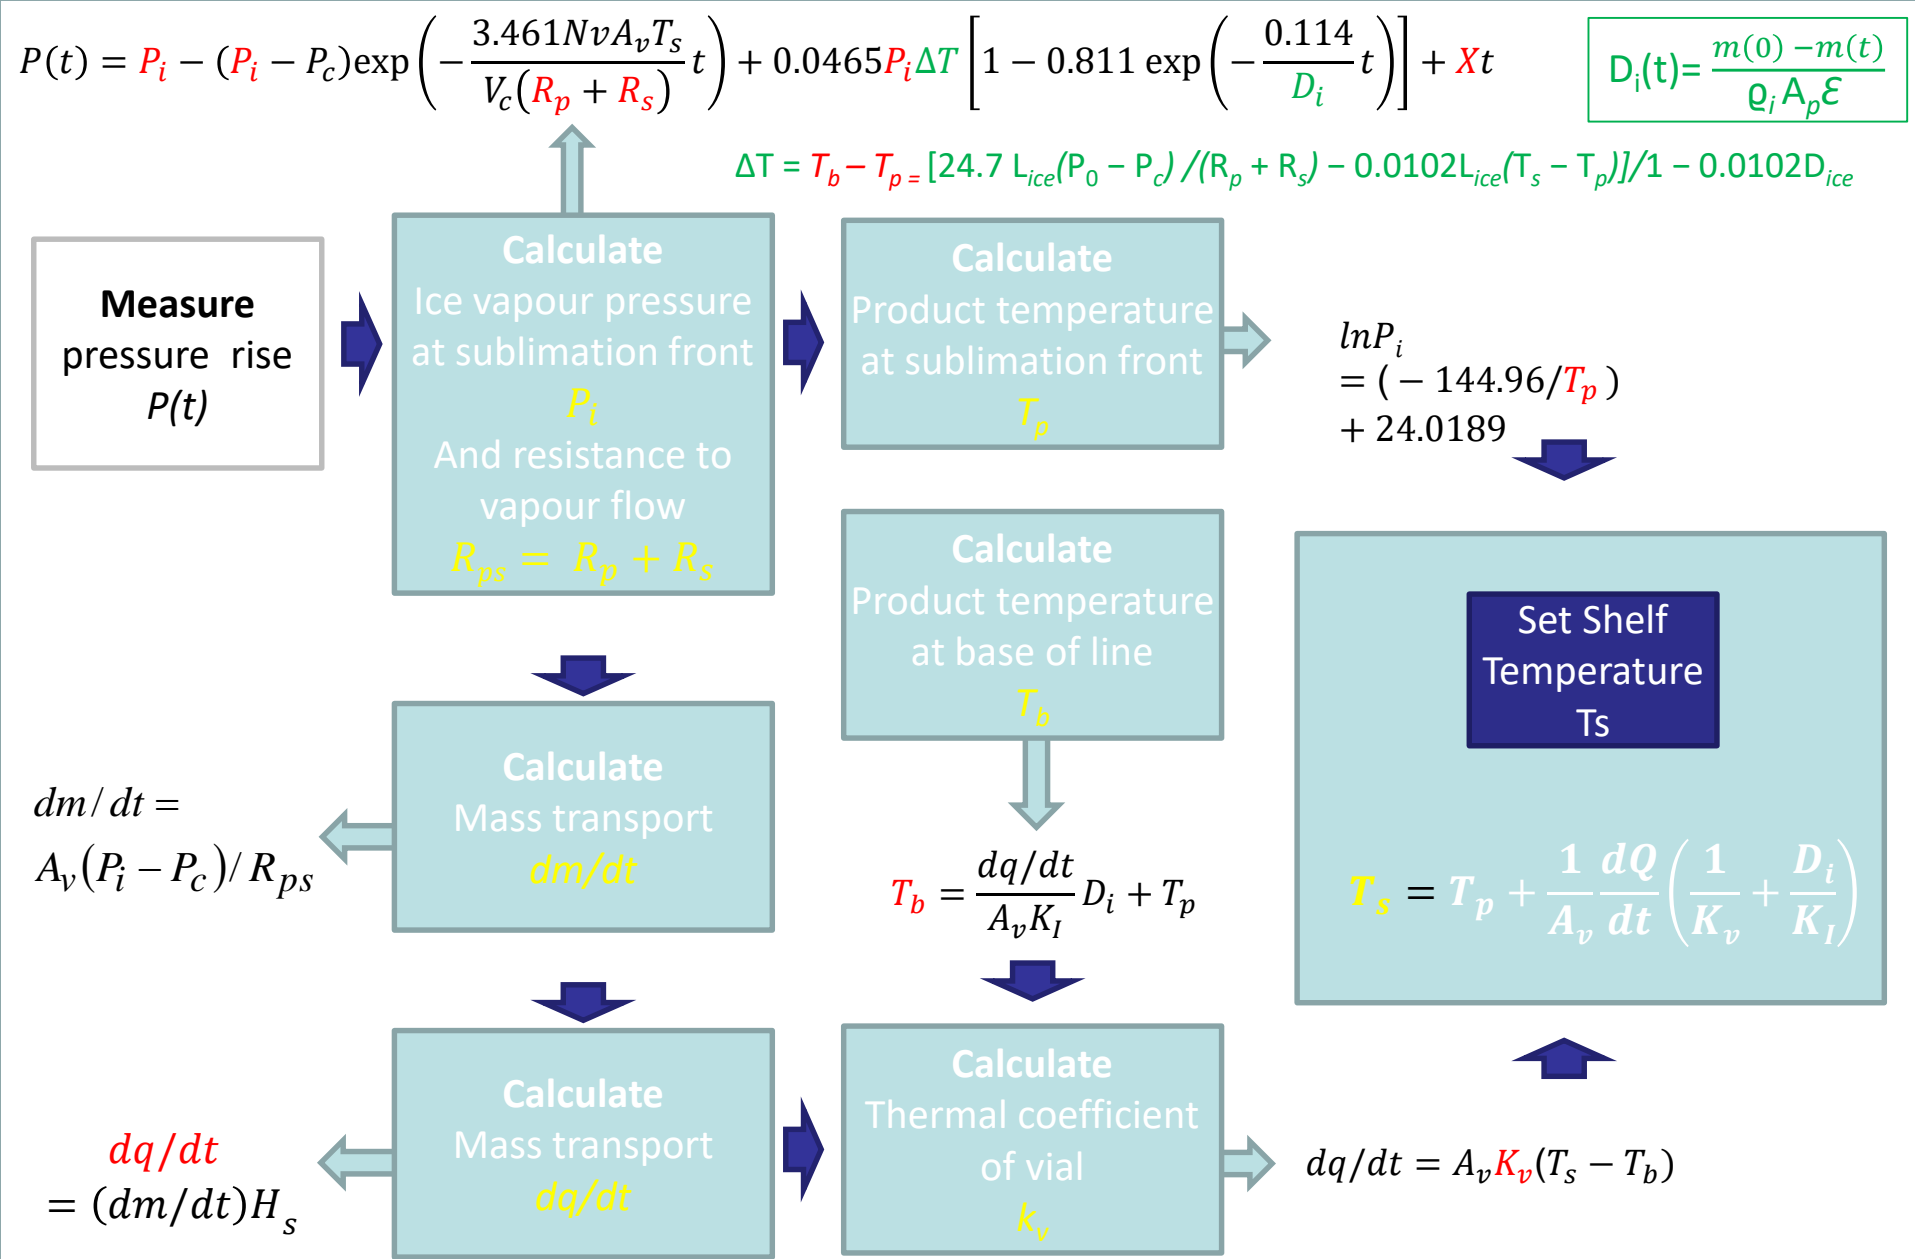 P(t) = P_i − (P_i − P_c)exp(−(3.461NvA_vT_s / V_c(R_p + R_s)) t) + 0.0465P_iΔT [1 − 0.811 exp(−(0.114 / D_i) t)] + Xt
D_i(t)= (m(0) −m(t)) / (ϱ_i A_p Ɛ)
ΔT = T_b – T_p = [24.7 L_ice(P_0 − P_c) /(R_p + R_s) − 0.0102L_ice(T_s − T_p)]/1 − 0.0102D_ice
Measure
pressure rise
P(t)
Calculate
Ice vapour pressure
at sublimation front
P_i
And resistance to
vapour flow
R_ps = R_p + R_s
Calculate
Product temperature
at sublimation front
T_p
lnP_i
= ( − 144.96/T_p )
+ 24.0189
Calculate
Product temperature
at base of line
T_b
T_b = ((dq/dt) / (A_vK_I)) D_i + T_p
Set Shelf
Temperature
Ts
T_s = T_p + (1/A_v) (dQ/dt) (1/K_v + D_i/K_I)
Calculate
Mass transport
dm/dt
dm/dt =
A_v(P_i − P_c)/R_ps
Calculate
Mass transport
dq/dt
dq/dt
= (dm/dt)H_s
Calculate
Thermal coefficient
of vial
k_v
dq/dt = A_vK_v(T_s − T_b)